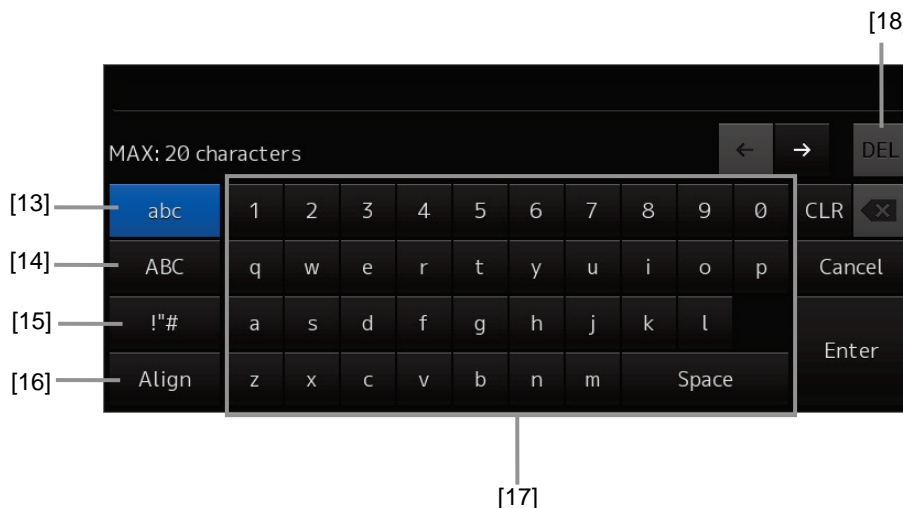 [18]
MAX: 20 characters ← → DEL
[13] abc 1 2 3 4 5 6 7 8 9 0 CLR
[14] ABC q w e r t y u i o p Cancel
[15] !"# a s d f g h j k l
Enter
[16] Align z x c v b n m Space
[17]